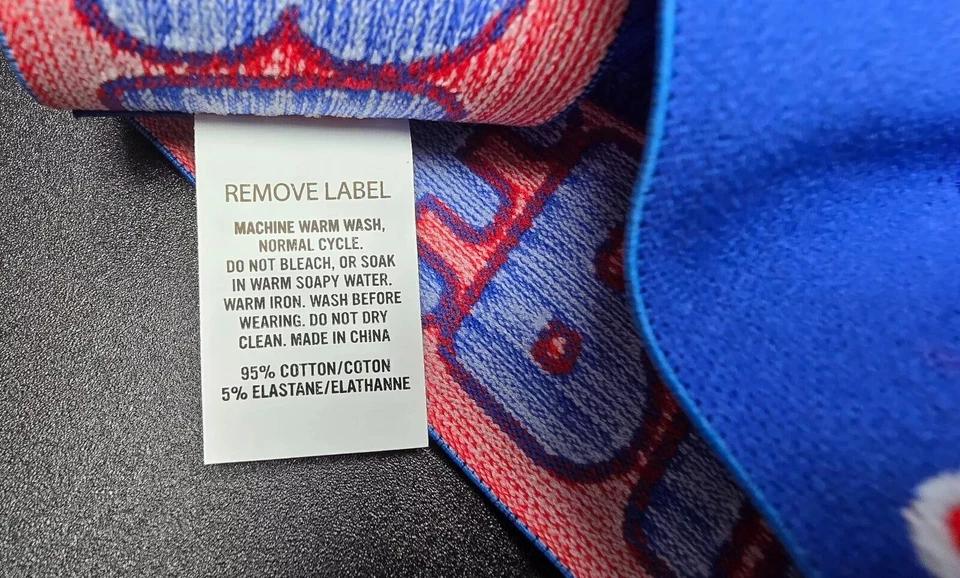 REMOVE LABEL
MACHINE WARM WASH,
NORMAL CYCLE.
DO NOT BLEACH, OR SOAK
IN WARM SOAPY WATER.
WARM IRON. WASH BEFORE
WEARING. DO NOT DRY
CLEAN. MADE IN CHINA
95% COTTON/COTON
5% ELASTANE/ELATHANNE